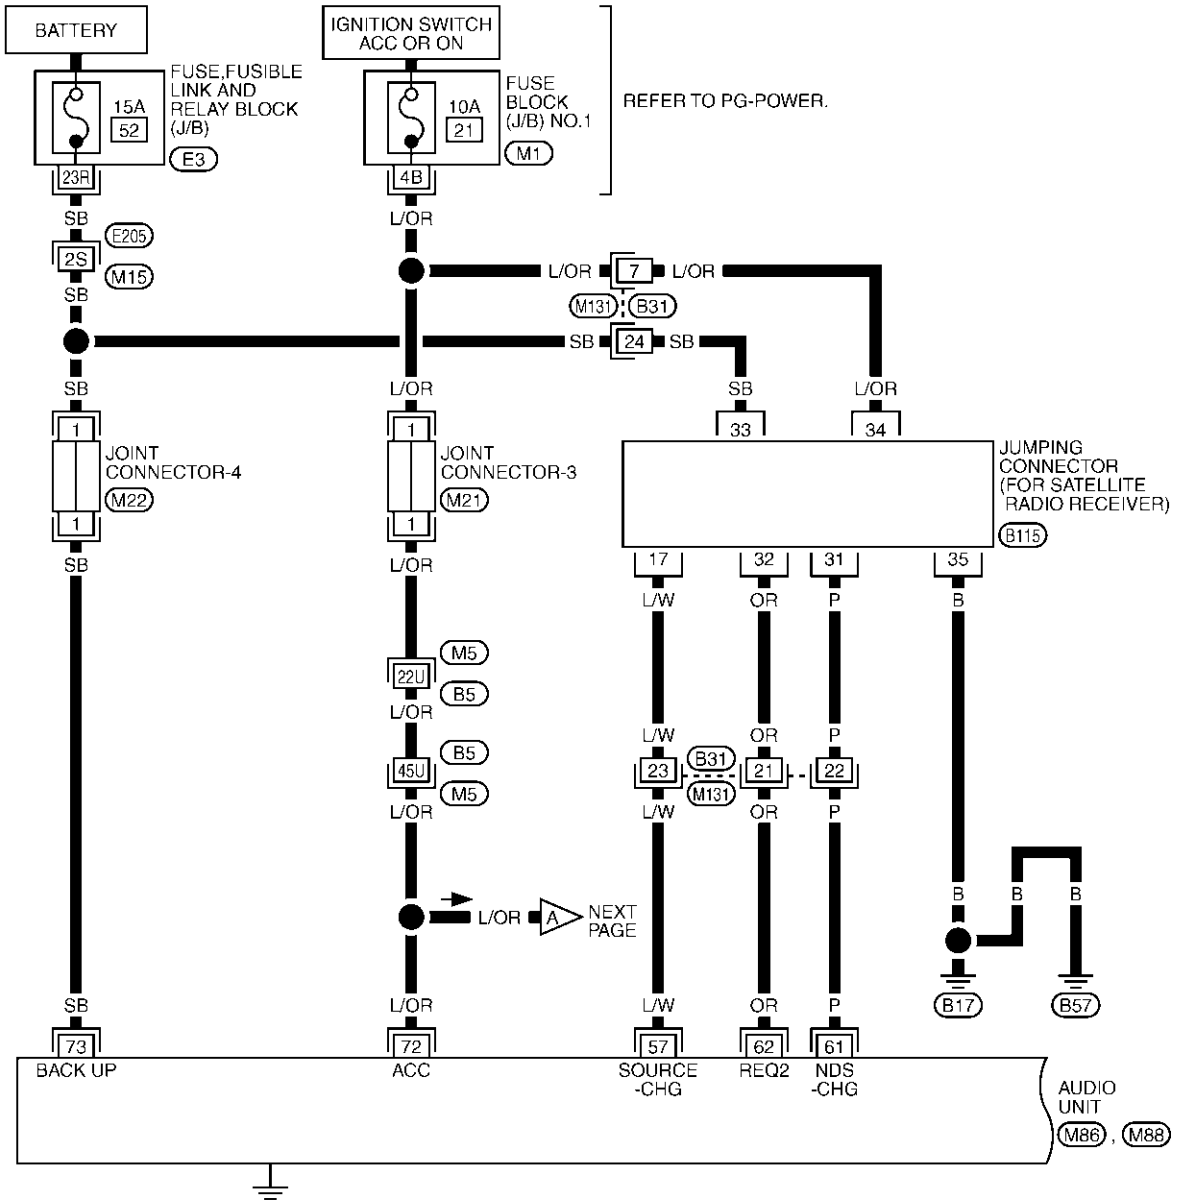 BATTERY
IGNITION SWITCH
ACC OR ON
FUSE,FUSIBLE
LINK AND
RELAY BLOCK
(J/B)
15A
52
E3
10A
21
FUSE
BLOCK
(J/B) NO.1
M1
REFER TO PG-POWER.
23R
4B
SB
L/OR
E205
2S
M15
SB
L/OR
7
L/OR
M131
B31
SB
24
SB
SB
L/OR
SB
L/OR
1
1
33
34
JOINT
CONNECTOR-4
M22
JOINT
CONNECTOR-3
M21
JUMPING
CONNECTOR
(FOR SATELLITE
RADIO RECEIVER)
B115
1
1
SB
L/OR
17
32
31
35
L/W
OR
P
B
M5
22U
B5
L/OR
L/W
OR
P
B5
45U
M5
23
B31
M131
21
22
L/OR
L/W
OR
P
B
B
B
L/OR
A
NEXT
PAGE
SB
L/OR
L/W
OR
P
B17
B57
73
72
57
62
61
BACK UP
ACC
SOURCE
-CHG
REQ2
NDS
-CHG
AUDIO
UNIT
M86 , M88